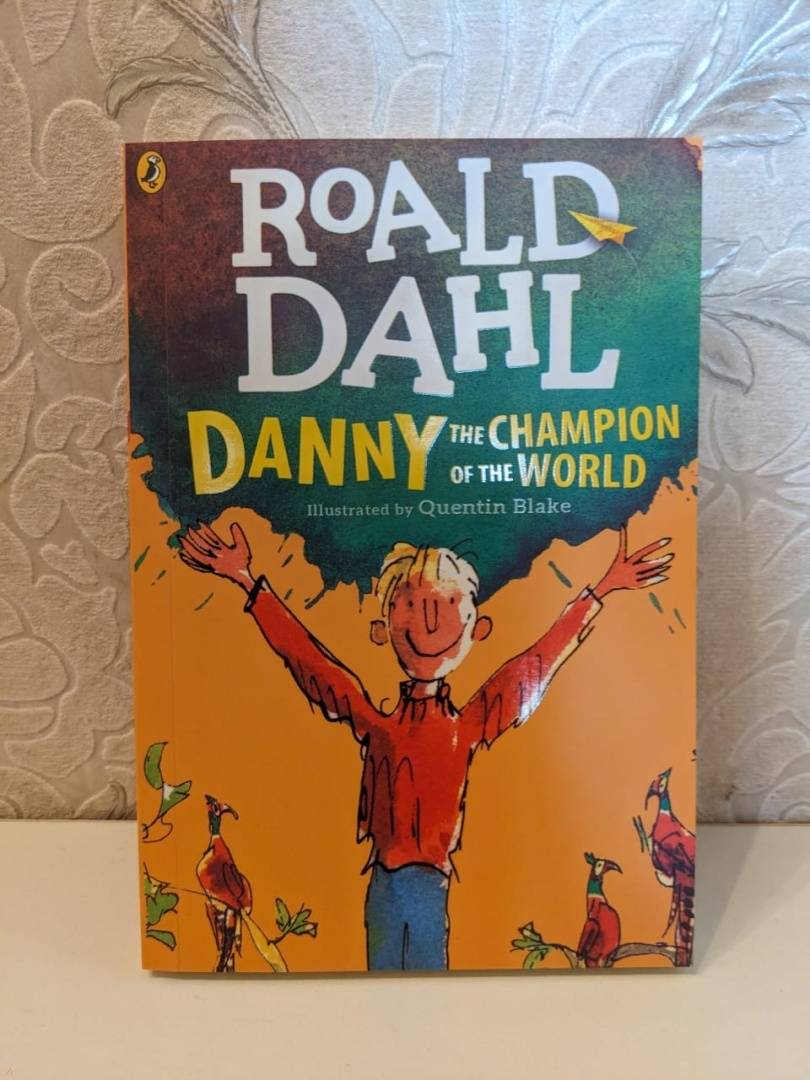 ROALD
DAHL
DANNY THE CHAMPION
OF THE WORLD
Illustrated by Quentin Blake